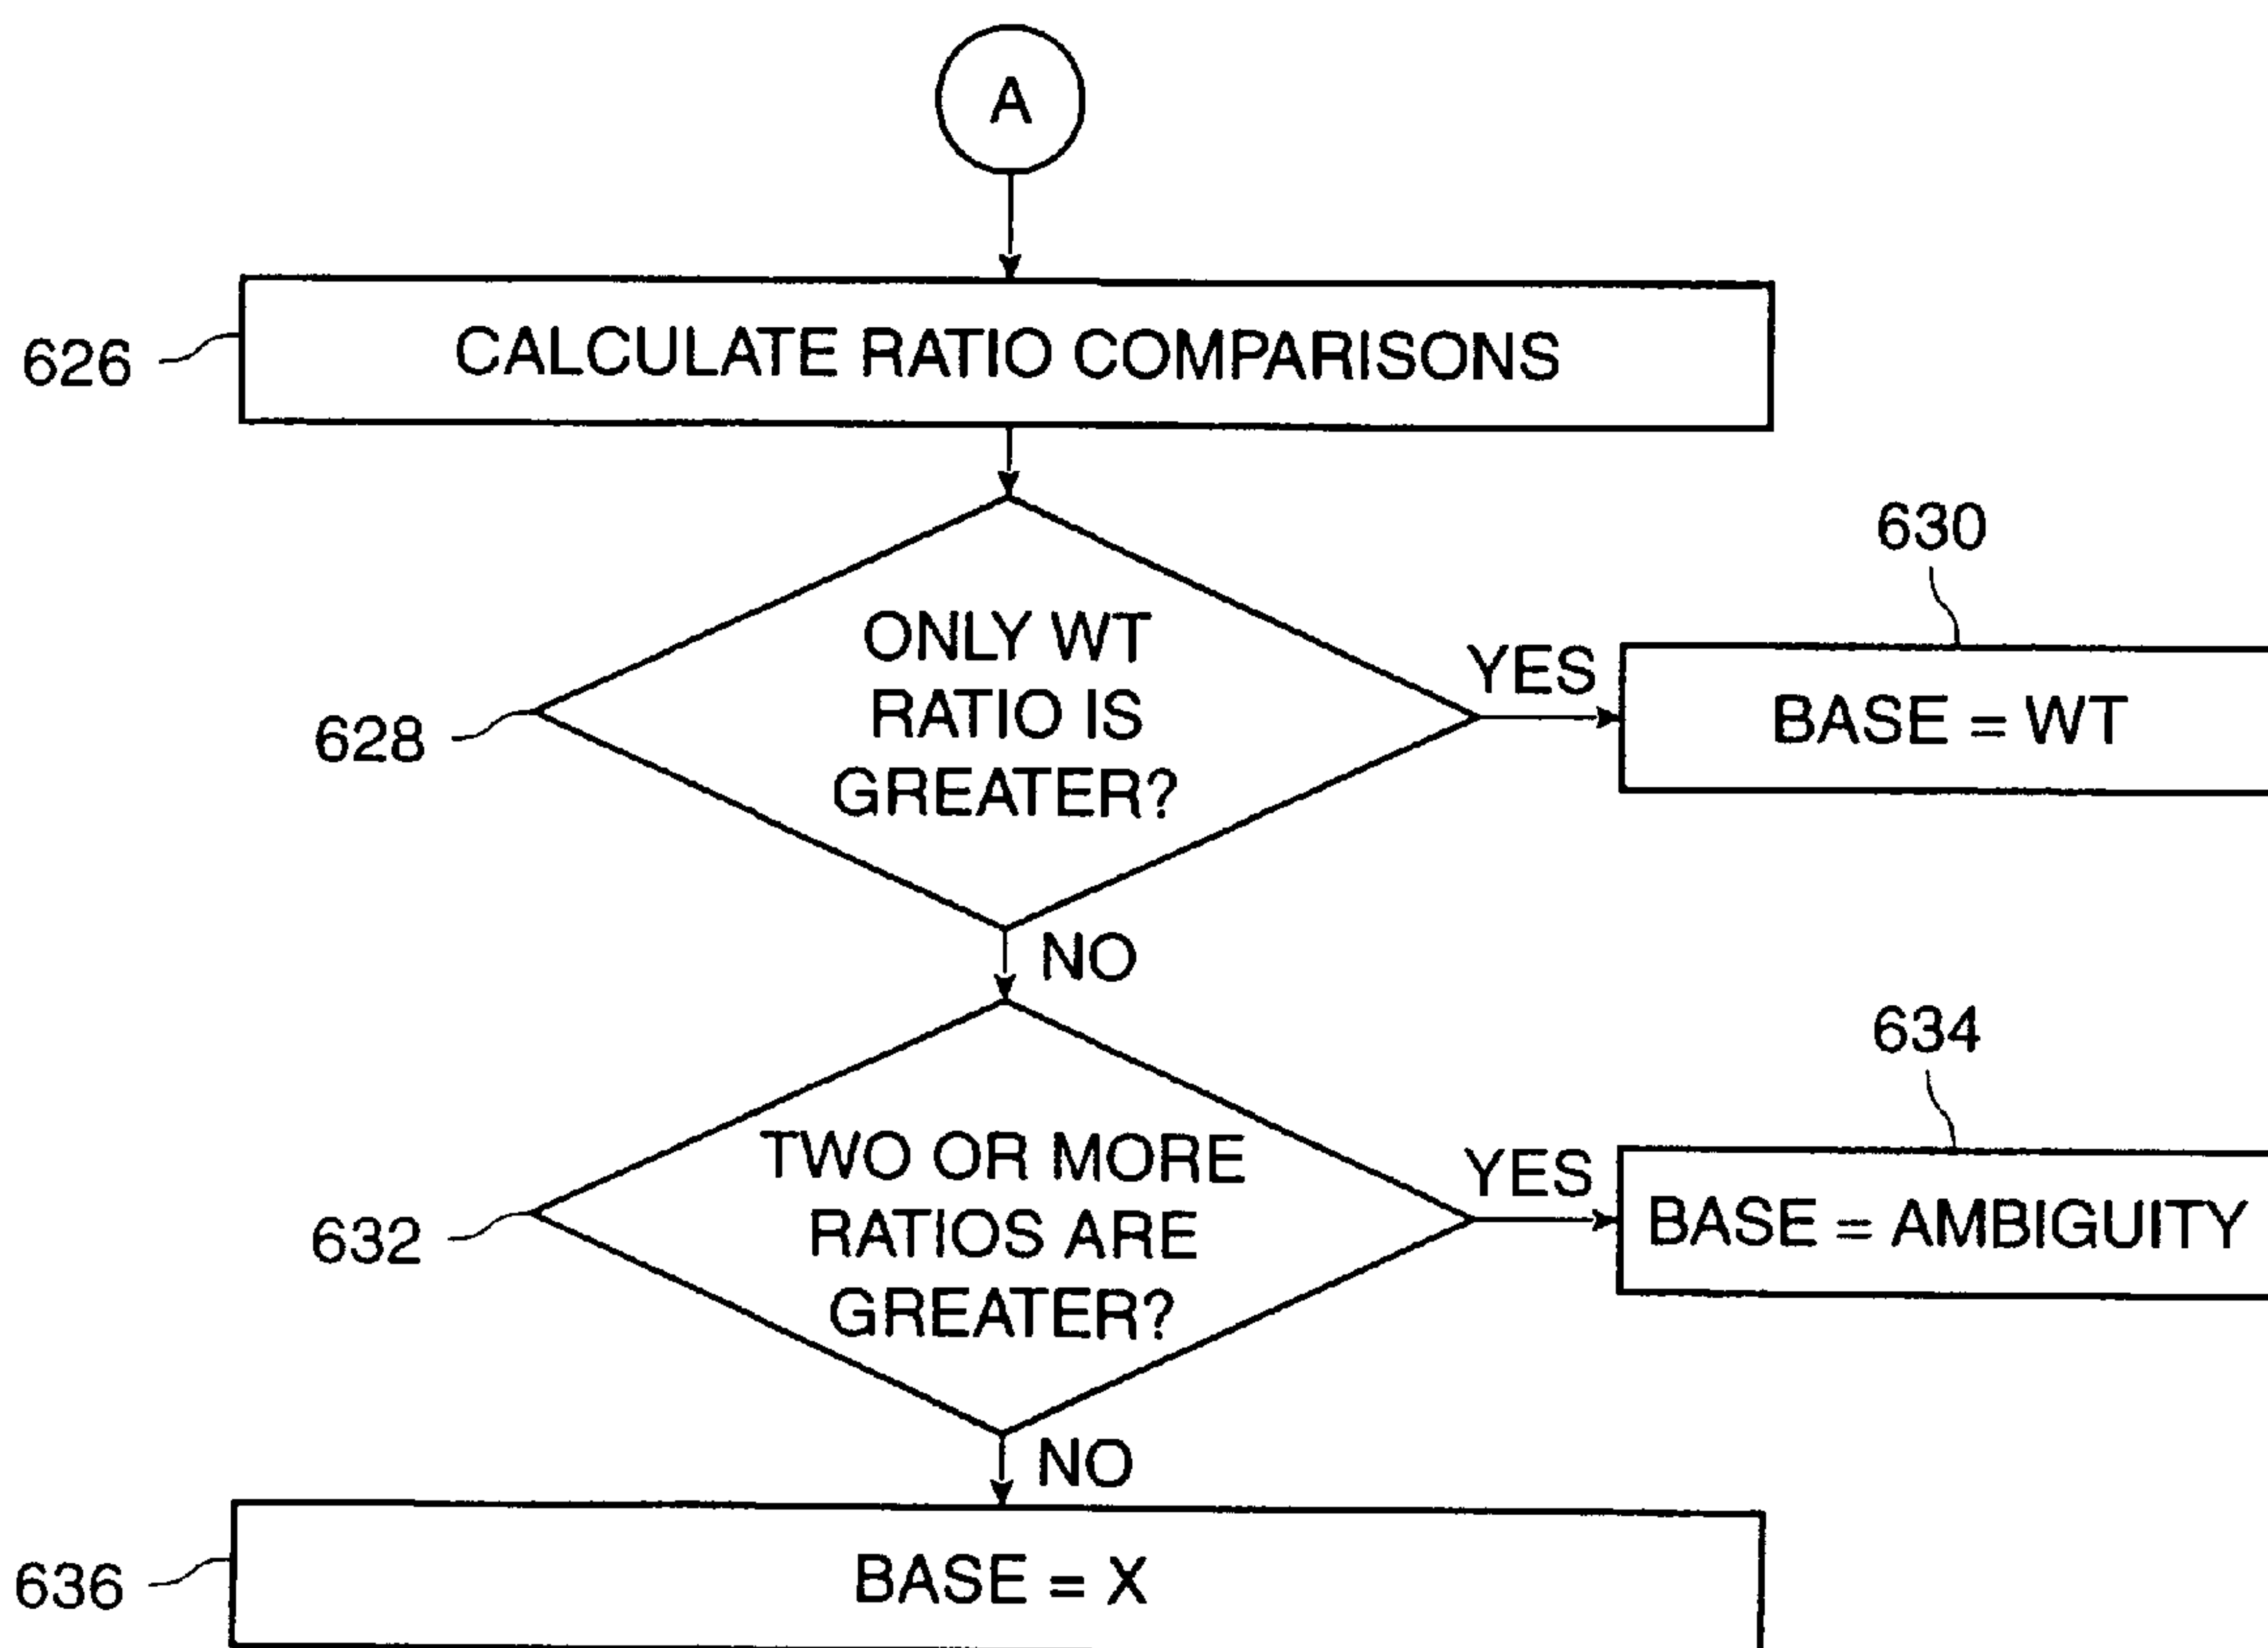 A
626
CALCULATE RATIO COMPARISONS
628
ONLY WT
RATIO IS
GREATER?
YES
630
BASE = WT
NO
632
TWO OR MORE
RATIOS ARE
GREATER?
YES
634
BASE = AMBIGUITY
NO
636
BASE = X